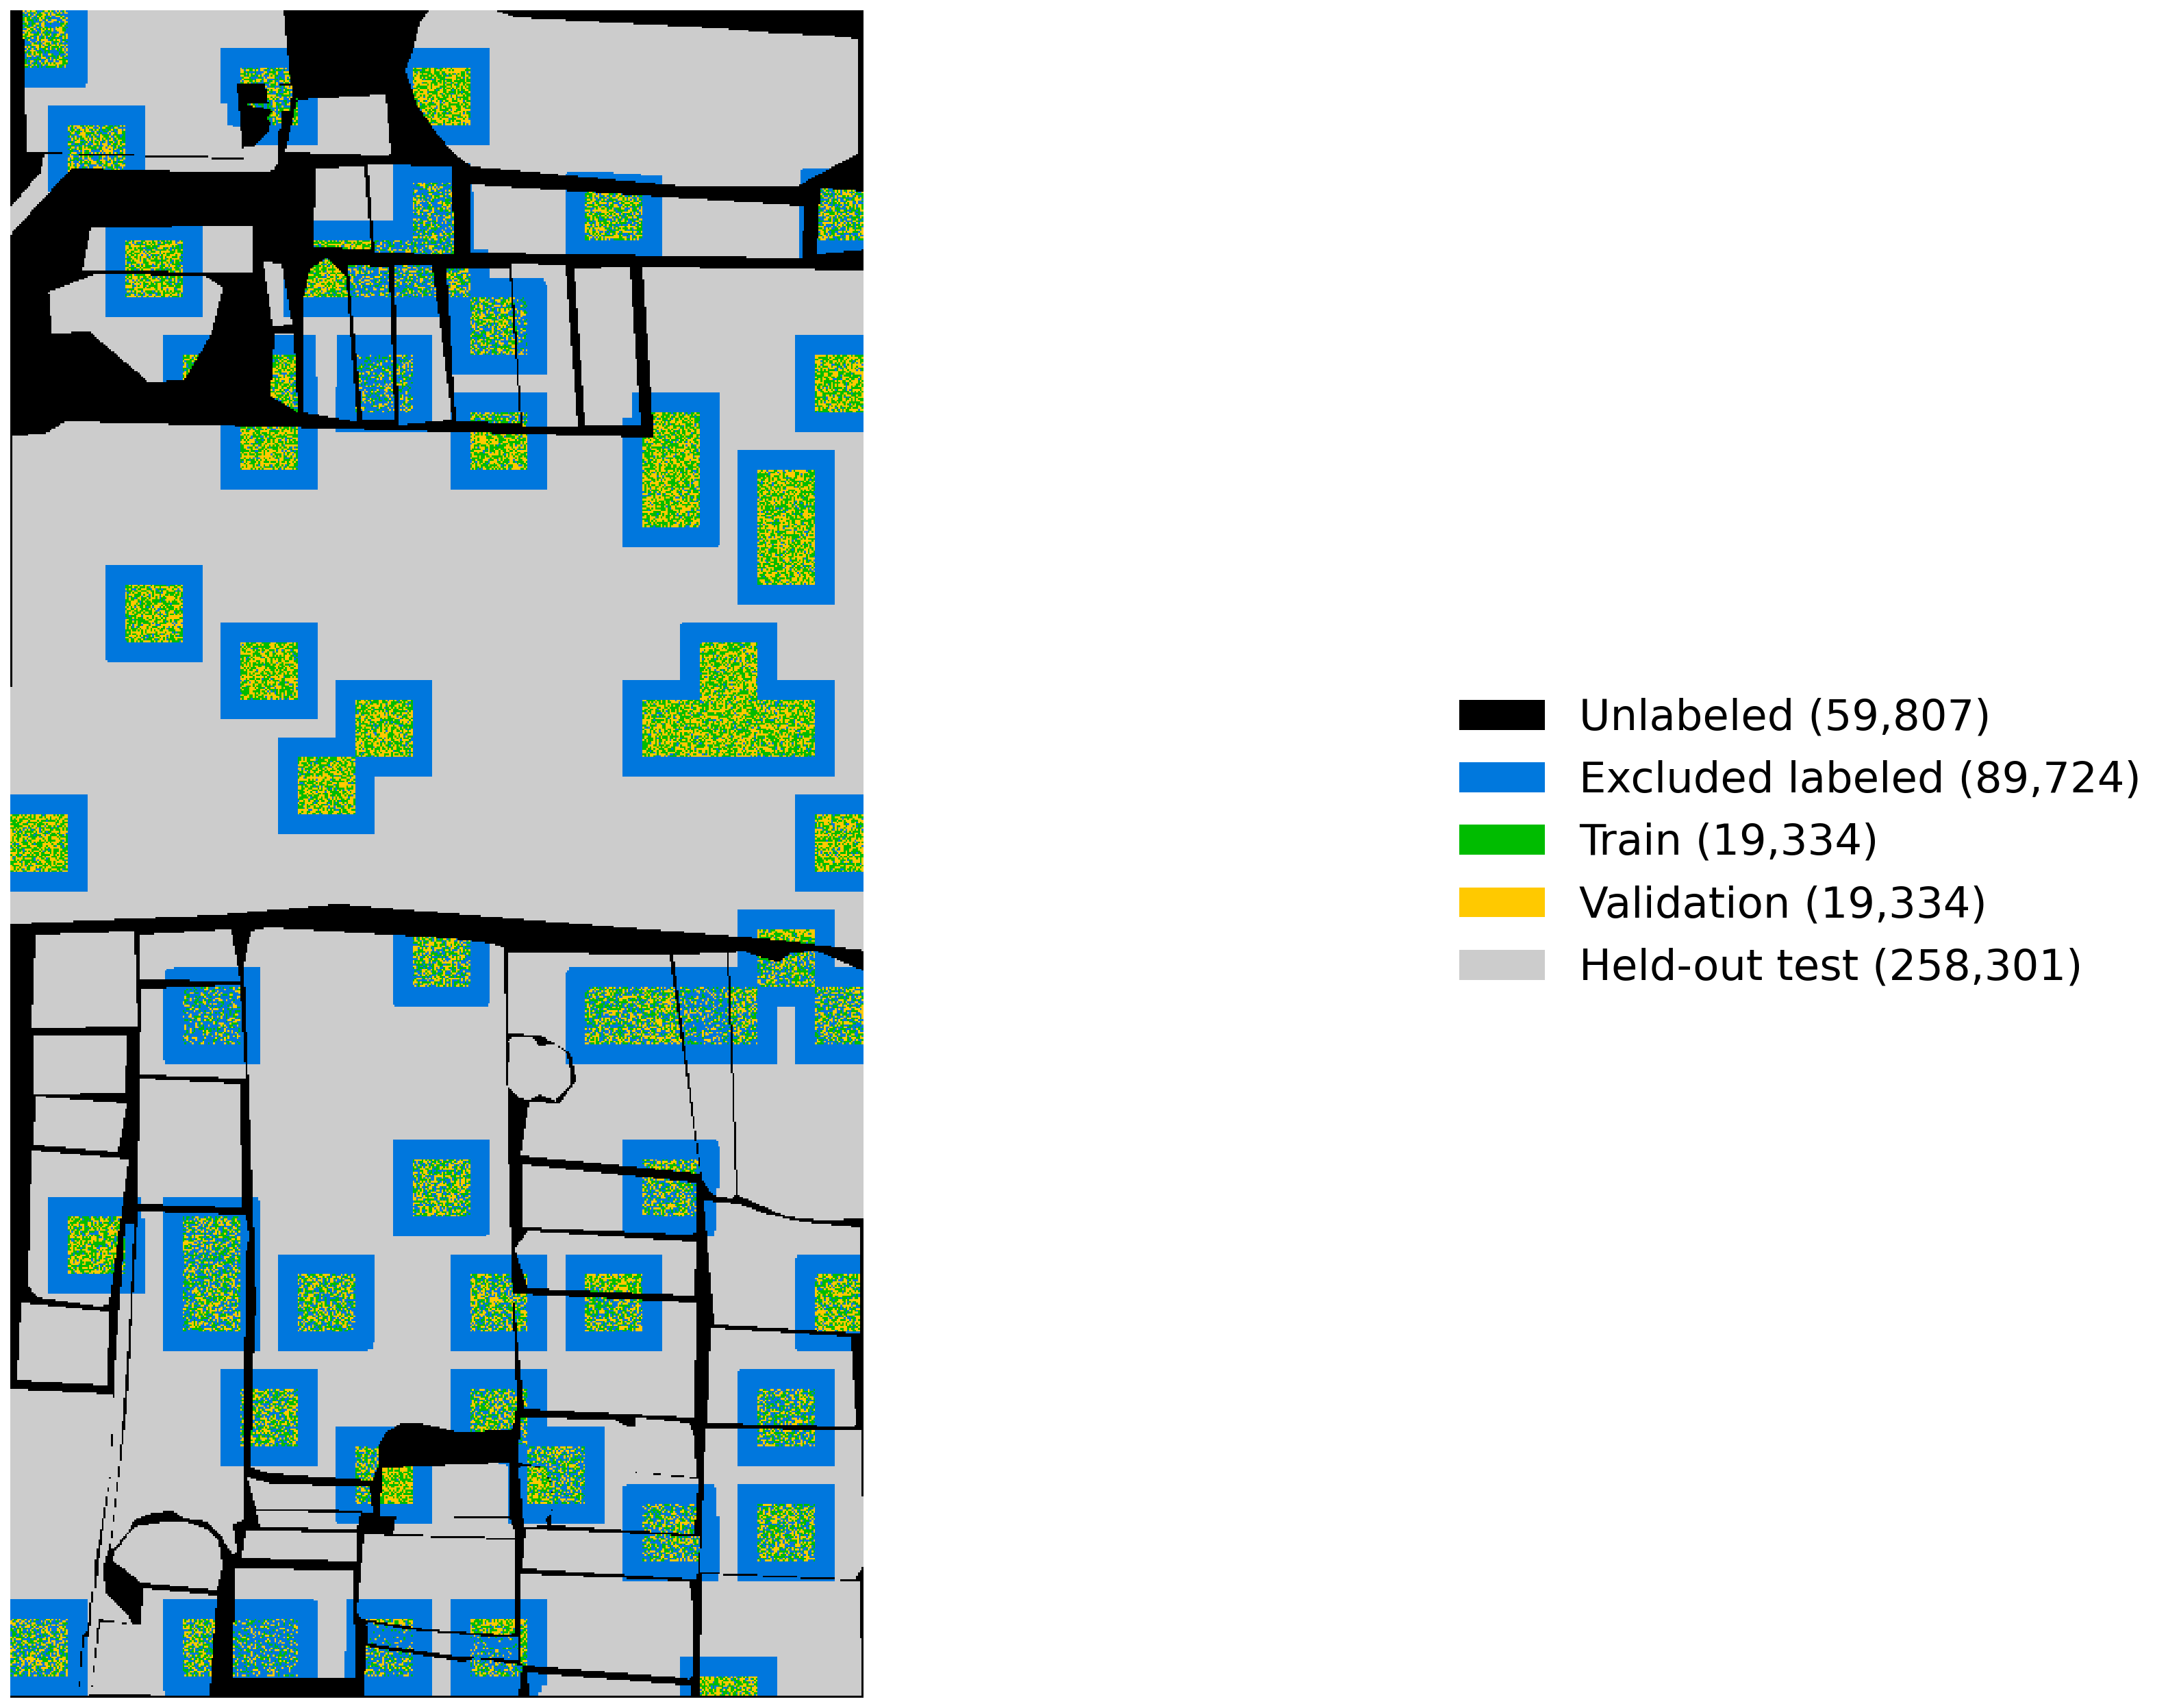 Unlabeled (59,807)
Excluded labeled (89,724)
Train (19,334)
Validation (19,334)
Held-out test (258,301)